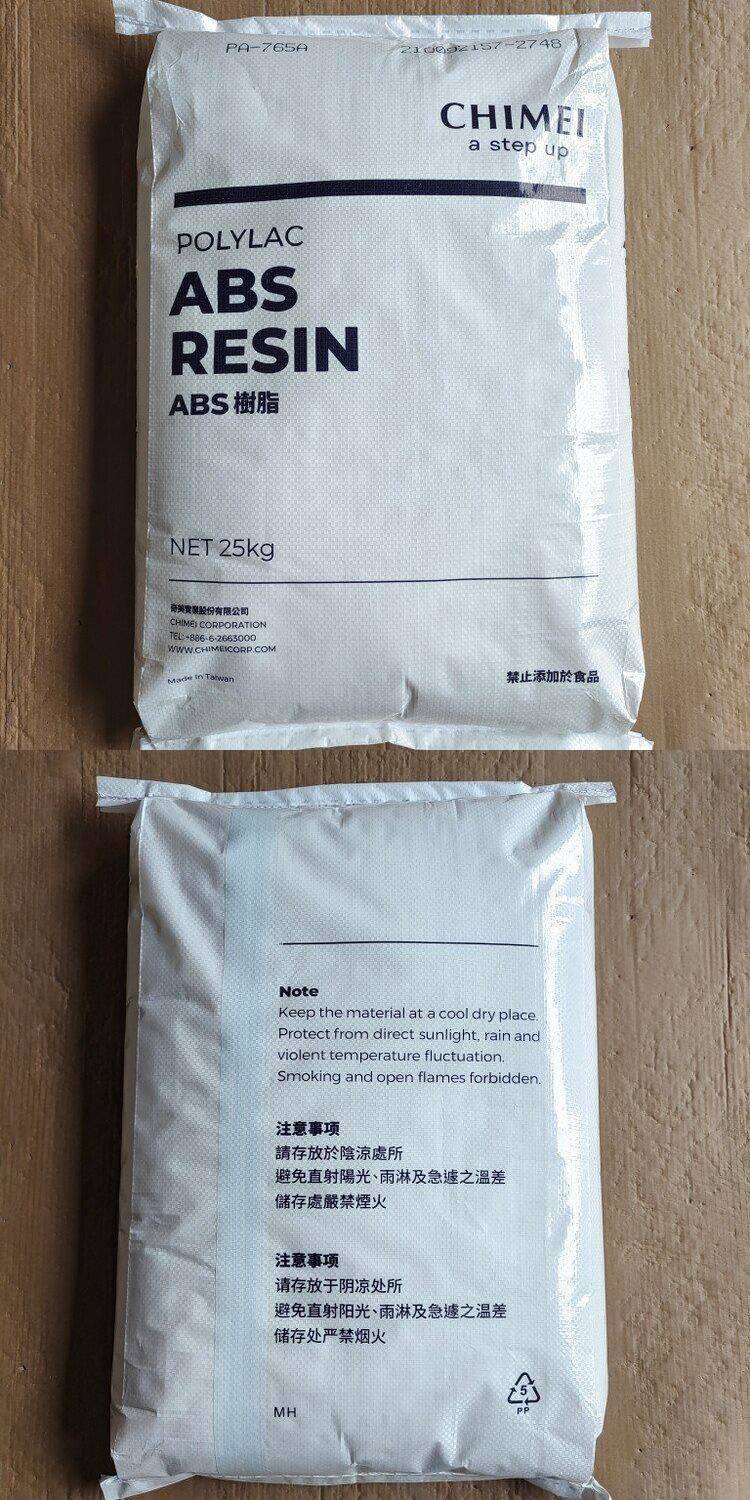 PA-765A 210092157-2748
CHIMEI
a step up
POLYLAC
ABS
RESIN
ABS 樹脂
NET 25kg
奇美實業股份有限公司
CHIMEI CORPORATION
TEL: +886-6-2663000
WWW.CHIMEICORP.COM
Made in Taiwan
禁止添加於食品
Note
Keep the material at a cool dry place.
Protect from direct sunlight, rain and
violent temperature fluctuation.
Smoking and open flames forbidden.
注意事項
請存放於陰涼處所
避免直射陽光、雨淋及急遽之溫差
儲存處嚴禁煙火
注意事项
请存放于阴凉处所
避免直射阳光、雨淋及急遽之温差
储存处严禁烟火
5
PP
MH